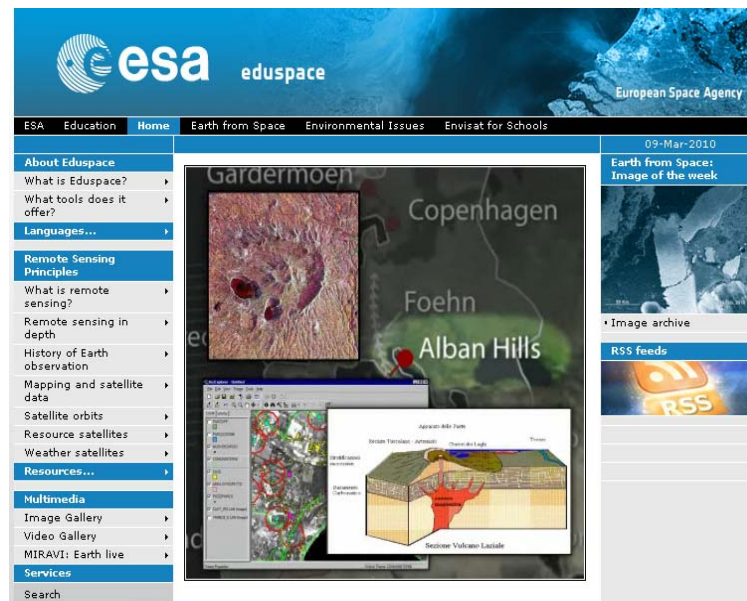 esa eduspace
European Space Agency
ESA Education Home Earth from Space Environmental Issues Envisat for Schools
09-Mar-2010
About Eduspace
What is Eduspace?
What tools does it
offer?
Languages...
Remote Sensing
Principles
What is remote
sensing?
Remote sensing in
depth
History of Earth
observation
Mapping and satellite
data
Satellite orbits
Resource satellites
Weather satellites
Resources...
Multimedia
Image Gallery
Video Gallery
MIRAVI: Earth live
Services
Search
Gardermoen
Copenhagen
Foehn
Alban Hills
Apparato delle Faete
Tevere
Sezione Vulcano Laziale
Earth from Space:
Image of the week
Image archive
RSS feeds
RSS